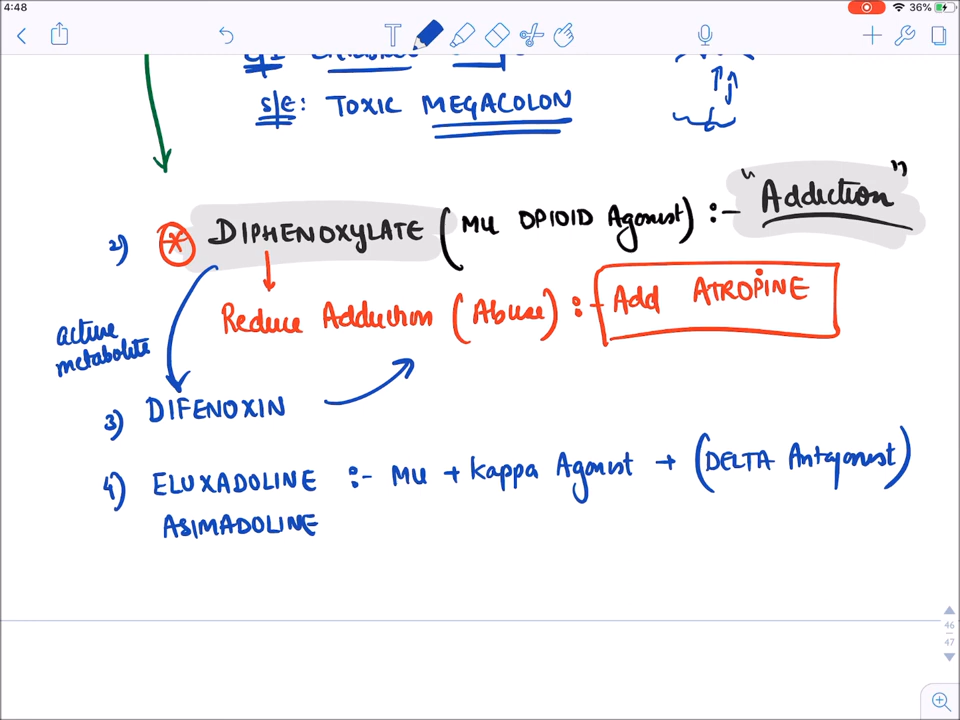 4:48
36%
s/e: TOXIC MEGACOLON
2) DIPHENOXYLATE (MU OPIOID Agonist) :- "Addiction"
Reduce Addiction (Abuse) :- Add ATROPINE
active metabolite
3) DIFENOXIN
4) ELUXADOLINE :- Mu + Kappa Agonist → (DELTA Antagonist)
ASIMADOLINE
46
47